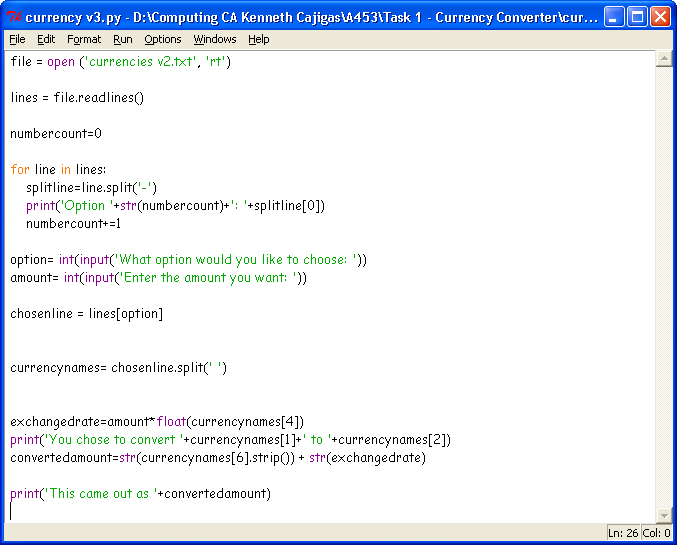 currency v3.py - D:\Computing CA Kenneth Cajigas\A453\Task 1 - Currency Converter\cur...
File Edit Format Run Options Windows Help
file = open ('currencies v2.txt', 'rt')
lines = file.readlines()
numbercount=0
for line in lines:
    splitline=line.split('-')
    print('Option '+str(numbercount)+': '+splitline[0])
    numbercount+=1
option= int(input('What option would you like to choose: '))
amount= int(input('Enter the amount you want: '))
chosenline = lines[option]
currencynames= chosenline.split(' ')
exchangedrate=amount*float(currencynames[4])
print('You chose to convert '+currencynames[1]+' to '+currencynames[2])
convertedamount=str(currencynames[6].strip()) + str(exchangedrate)
print('This came out as '+convertedamount)
Ln: 26 Col: 0